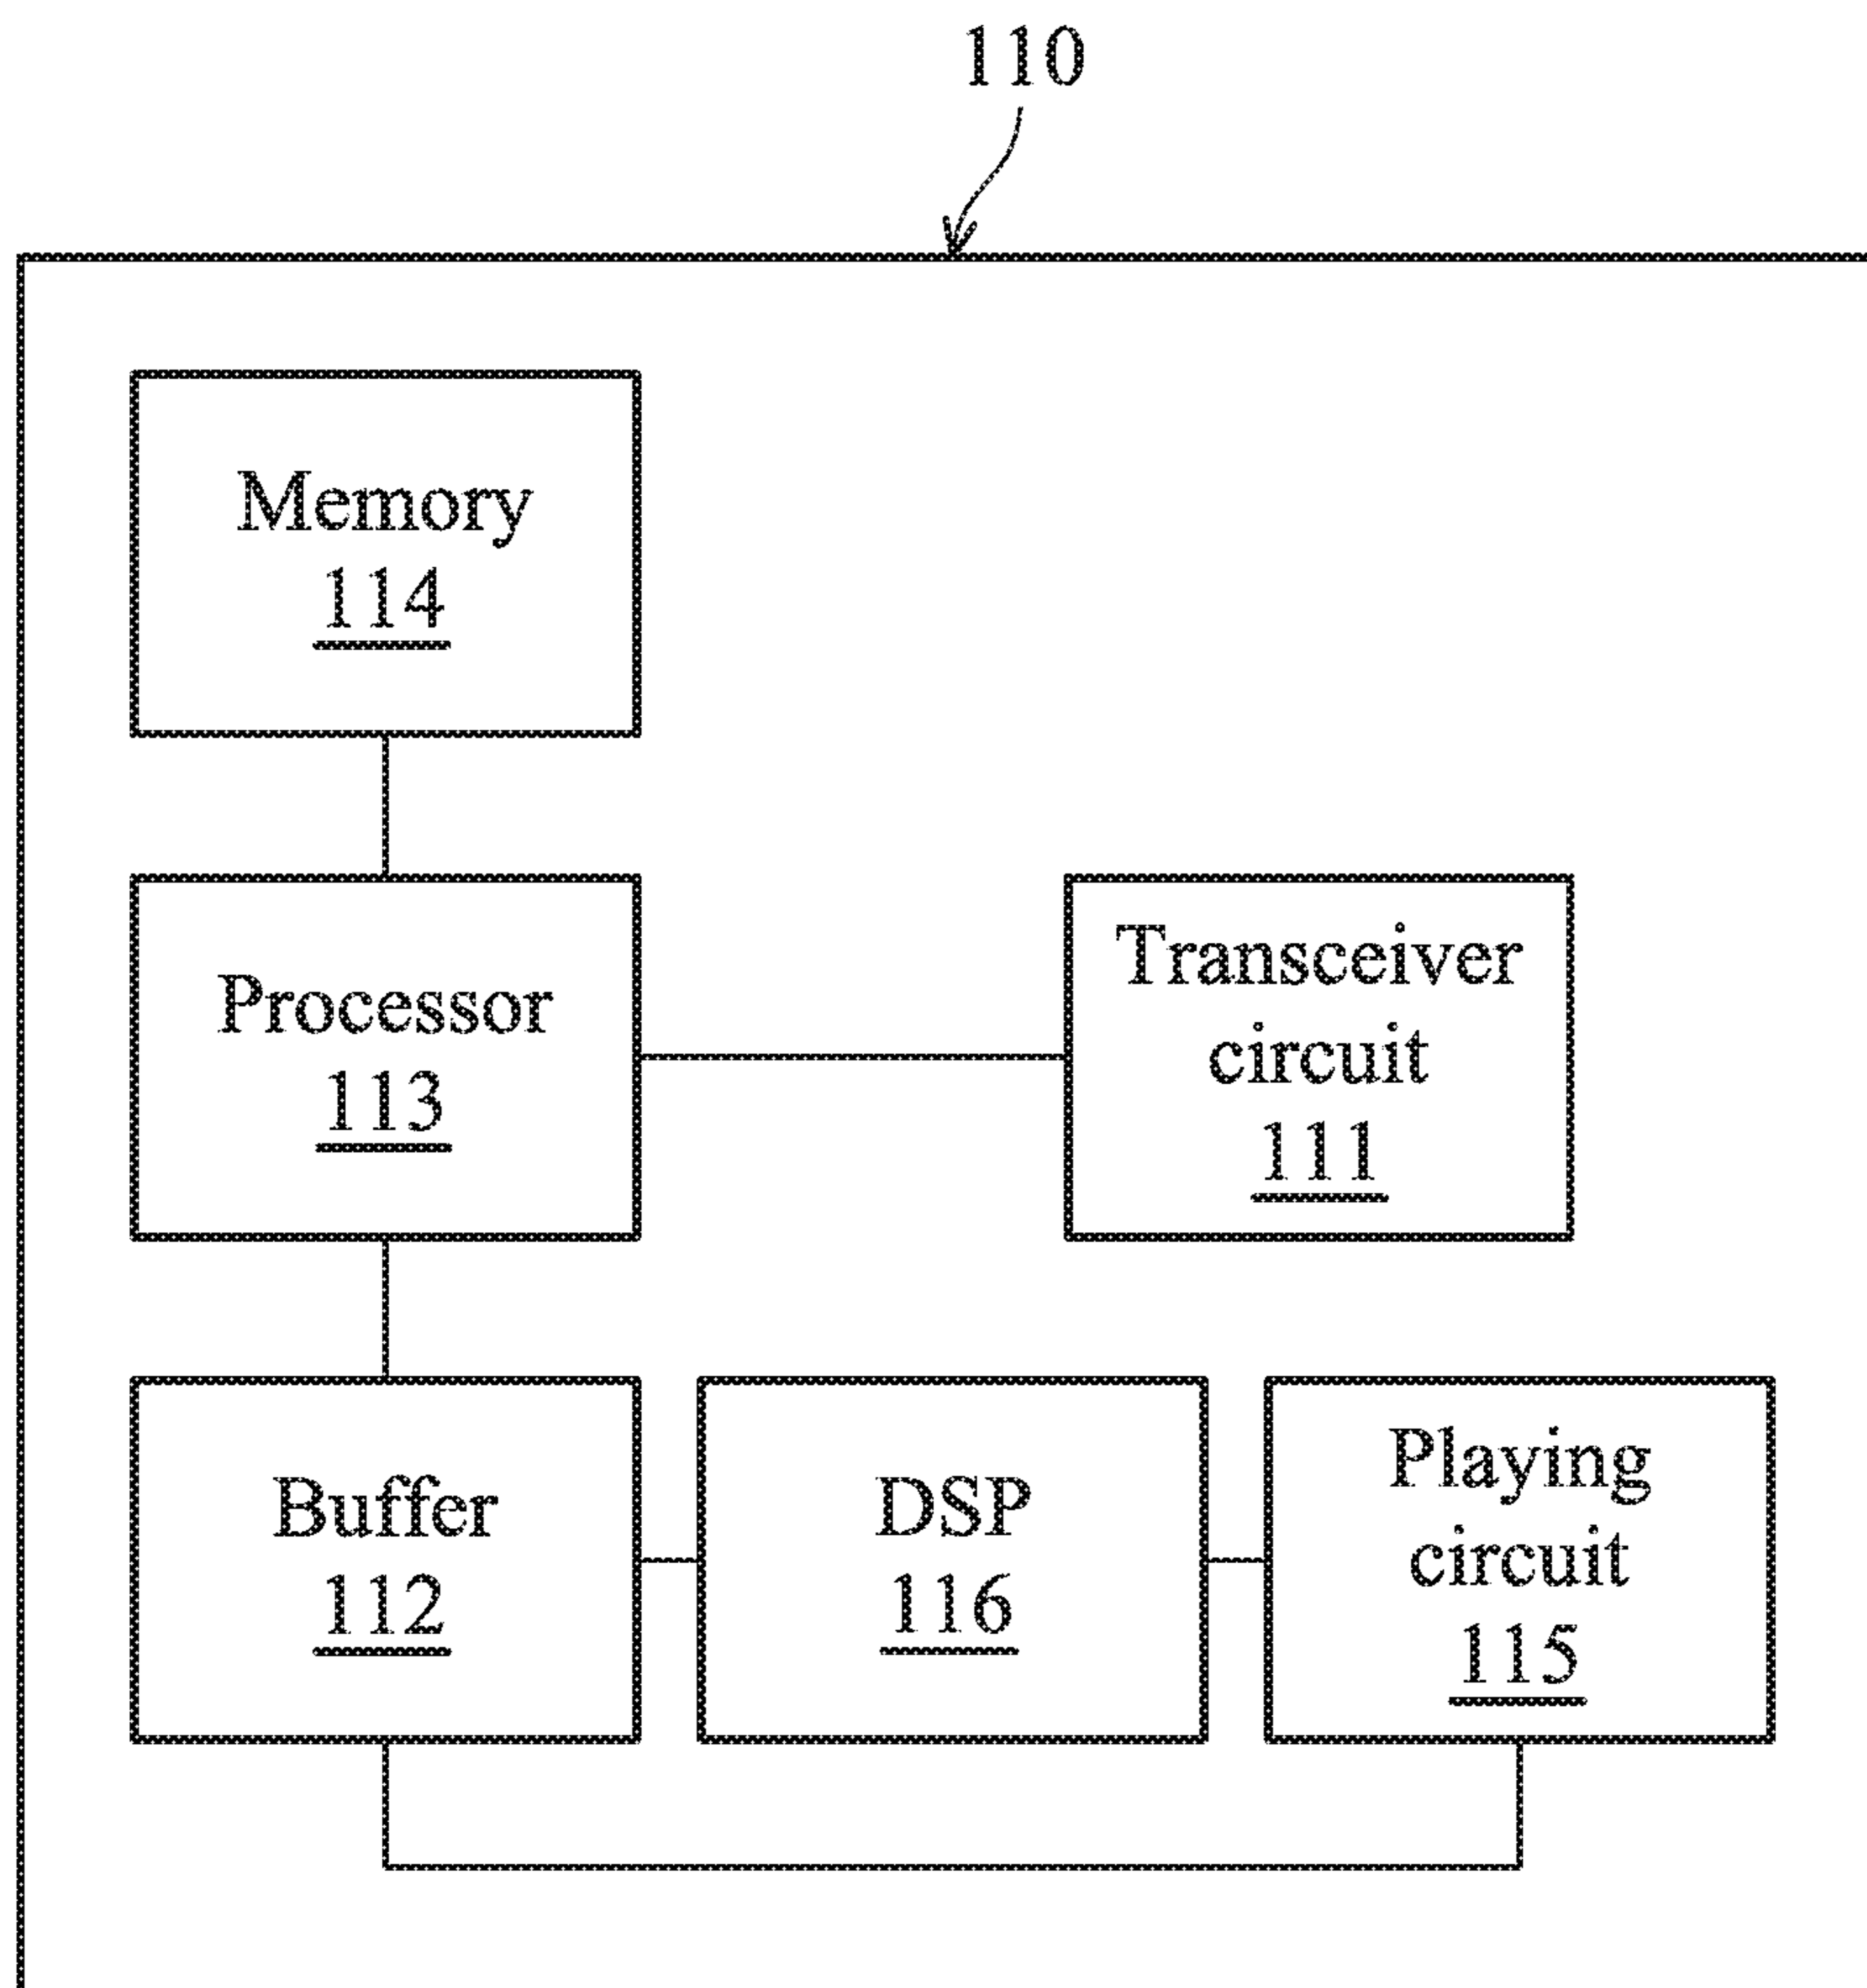 110
Memory
114
Processor
113
Transceiver
circuit
111
Buffer
112
DSP
116
Playing
circuit
115